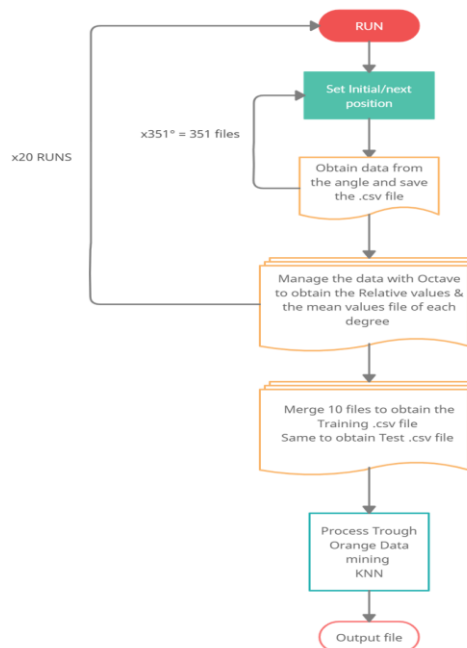 RUN
Set Initial/next
position
x351° = 351 files
x20 RUNS
Obtain data from
the angle and save
the .csv file
Manage the data with Octave
to obtain the Relative values &
the mean values file of each
degree
Merge 10 files to obtain the
Training .csv file
Same to obtain Test .csv file
Process Trough
Orange Data
mining
KNN
Output file